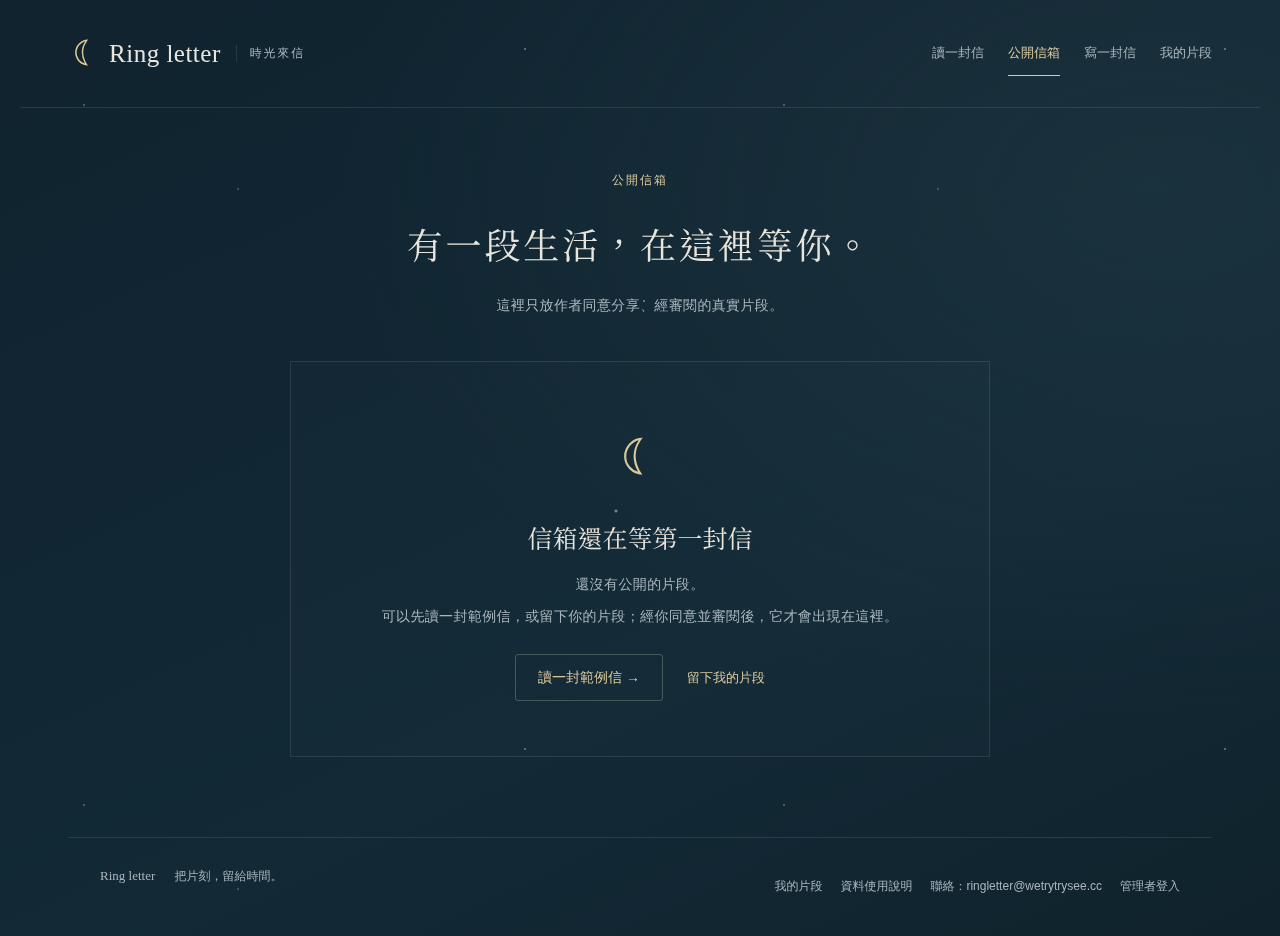 Ring letter 時光來信
讀一封信 公開信箱 寫一封信 我的片段
公開信箱
有一段生活，在這裡等你。
這裡只放作者同意分享、經審閱的真實片段。
信箱還在等第一封信
還沒有公開的片段。
可以先讀一封範例信，或留下你的片段；經你同意並審閱後，它才會出現在這裡。
讀一封範例信 → 留下我的片段
Ring letter 把片刻，留給時間。
我的片段 資料使用說明 聯絡：ringletter@wetrytrysee.cc 管理者登入